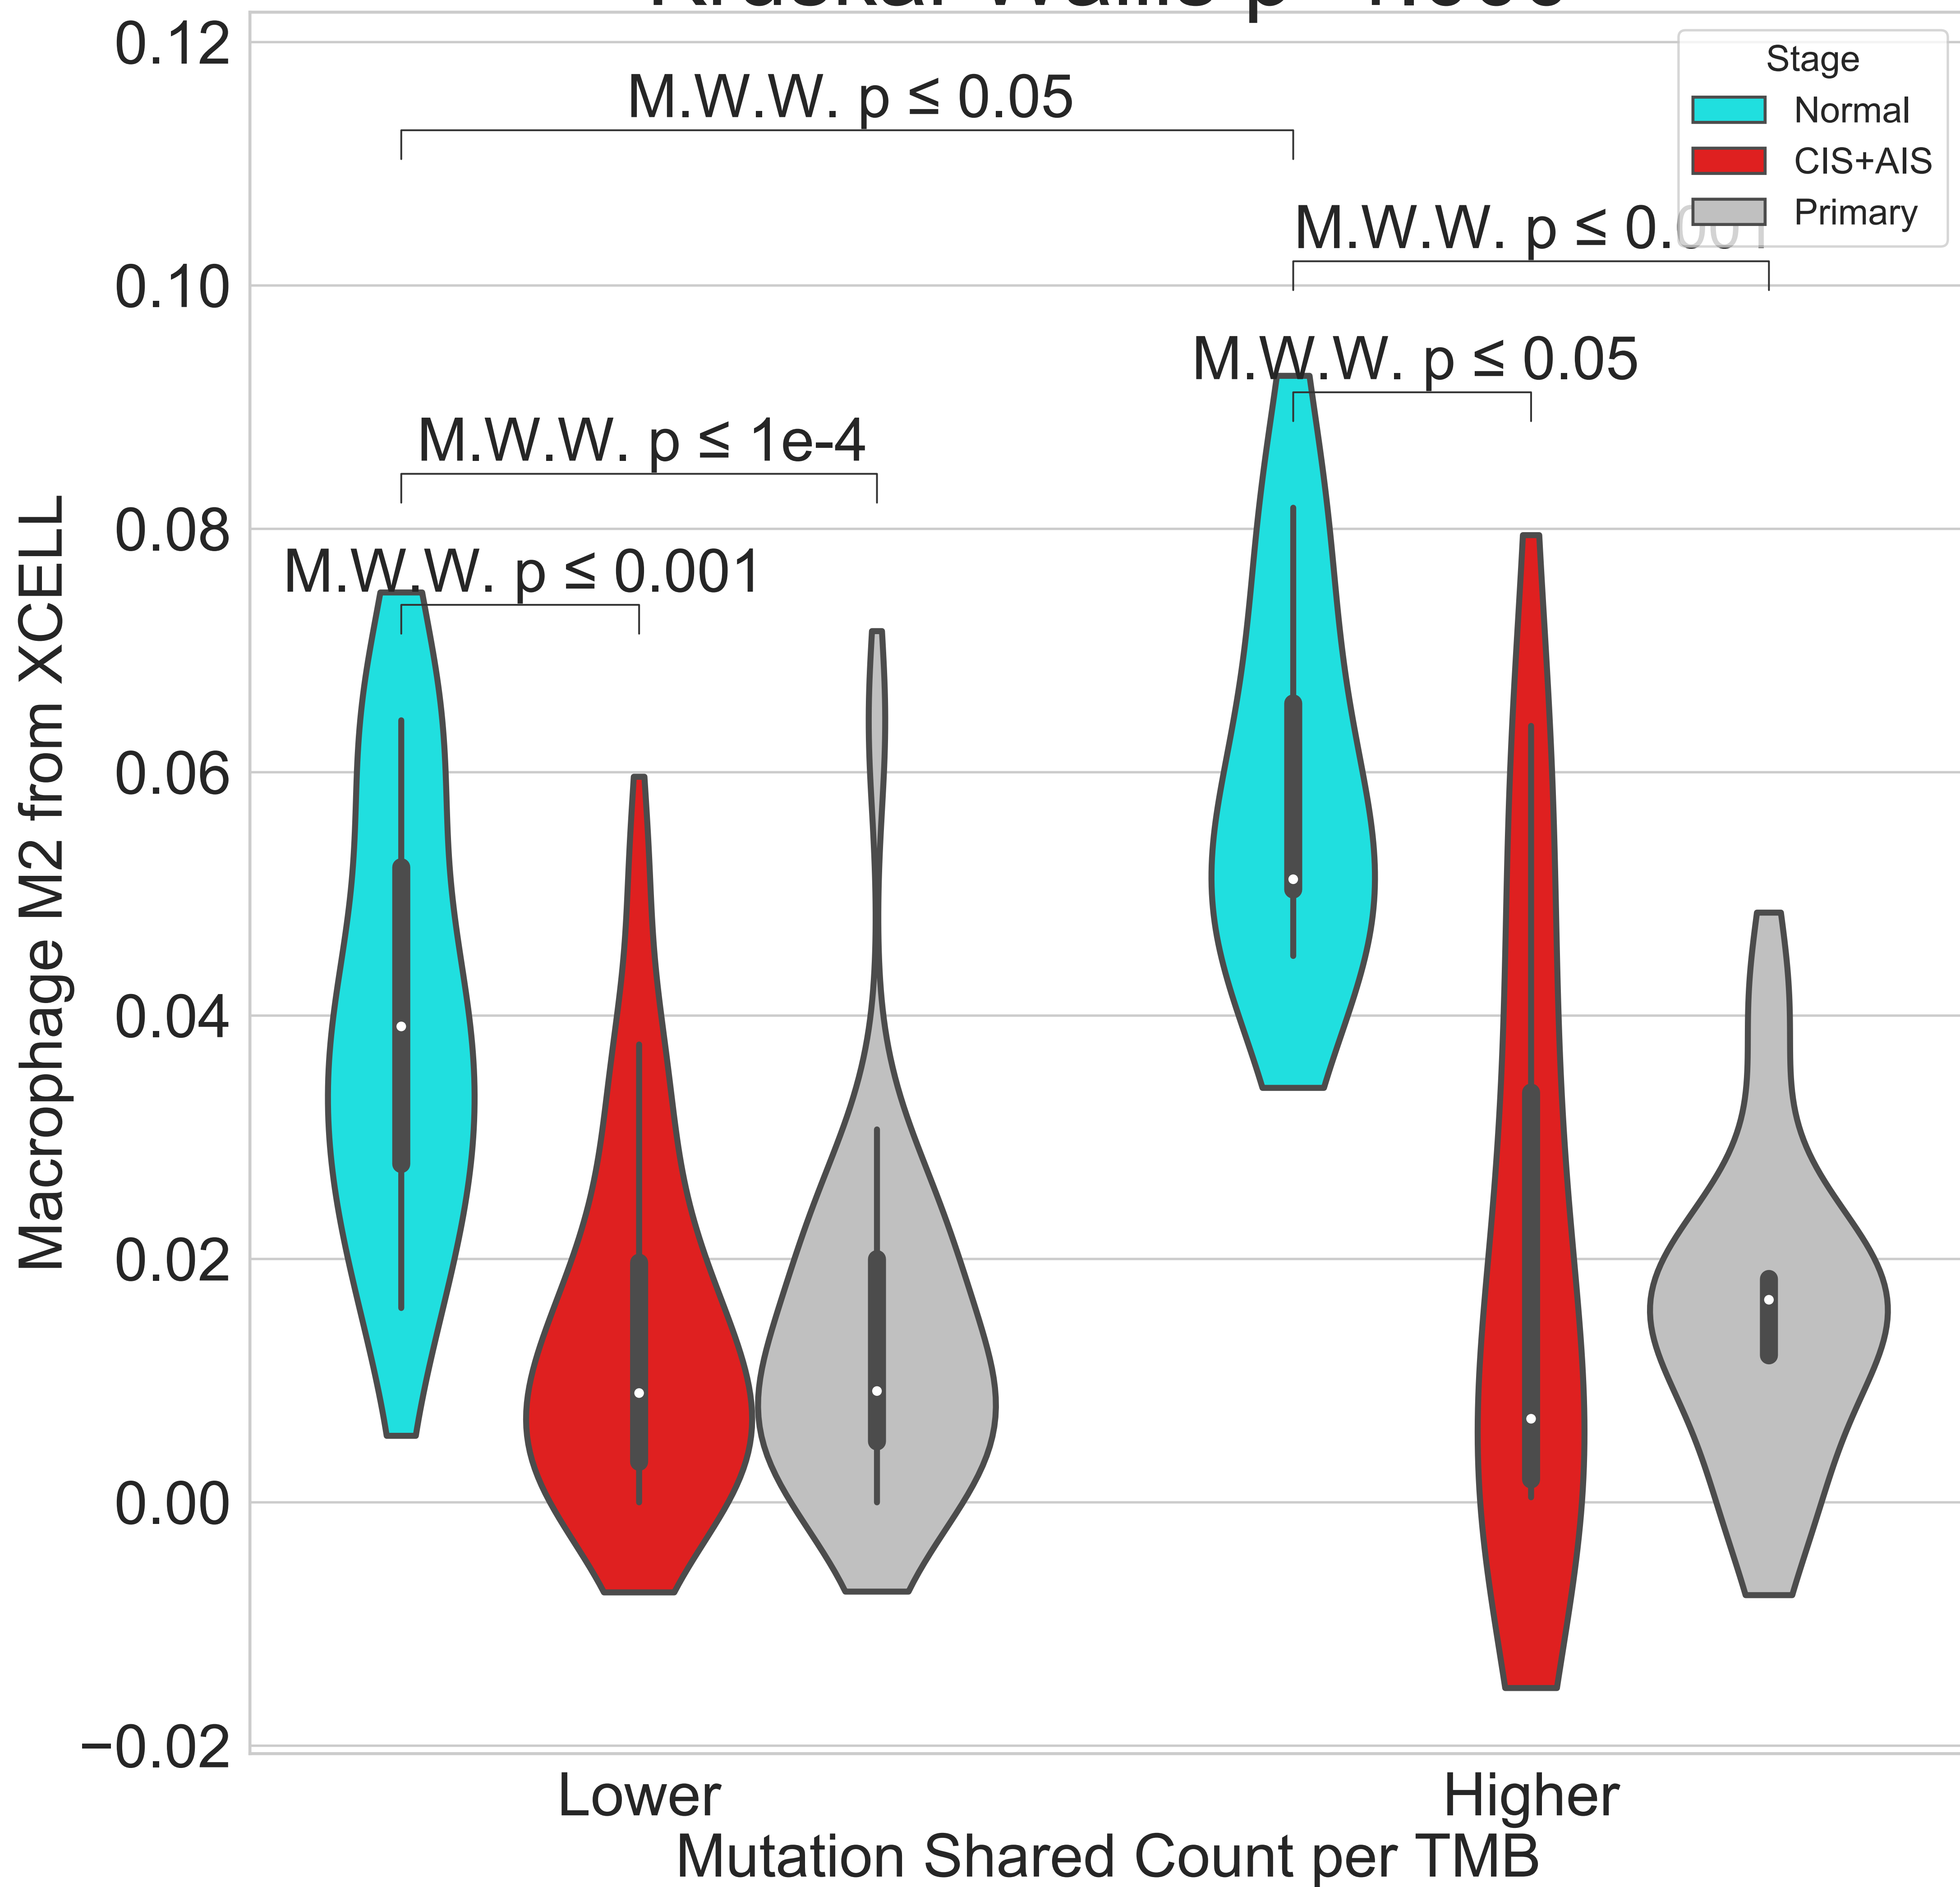 0.12
0.10
0.08
0.06
0.04
0.02
0.00
−0.02
Macrophage M2 from XCELL
M.W.W. p ≤ 0.05
M.W.W. p ≤ 0.001
M.W.W. p ≤ 0.05
M.W.W. p ≤ 1e-4
M.W.W. p ≤ 0.001
Stage
Normal
CIS+AIS
Primary
Lower
Higher
Mutation Shared Count per TMB